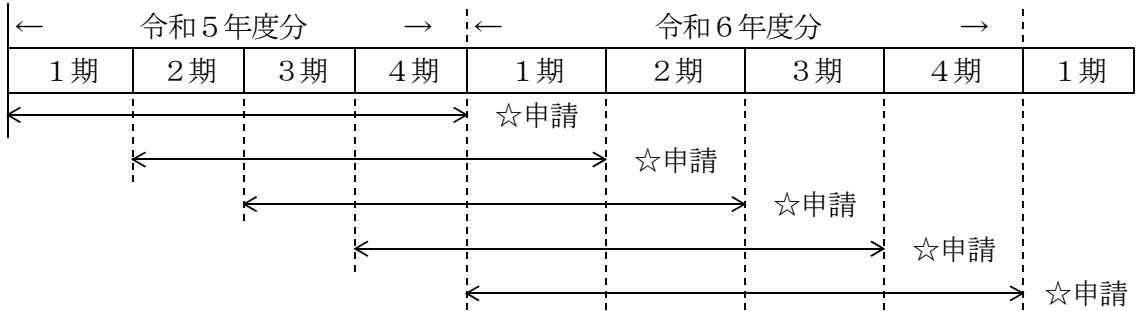 ← 令和５年度分 → ← 令和６年度分 →
１期 ２期 ３期 ４期 １期 ２期 ３期 ４期 １期
☆申請
☆申請
☆申請
☆申請
☆申請